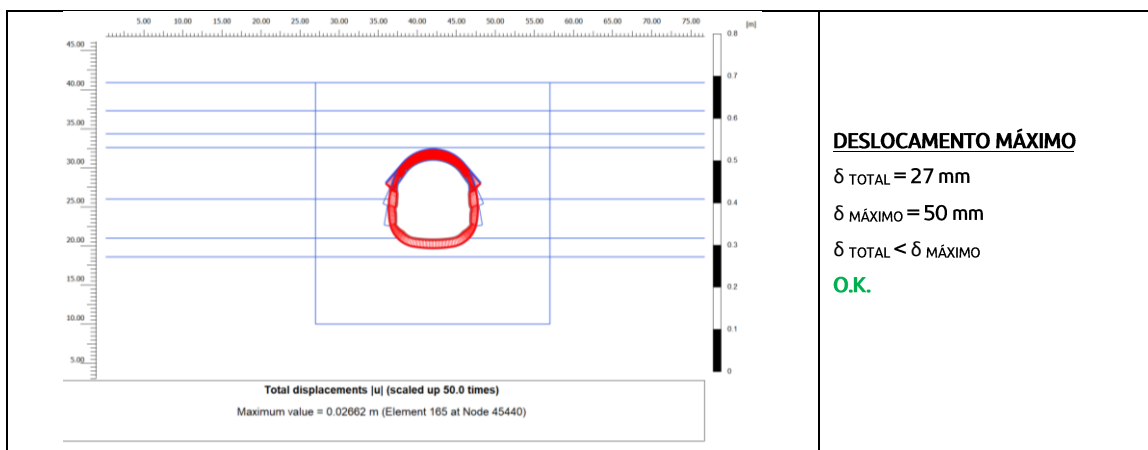 5.00 10.00 15.00 20.00 25.00 30.00 35.00 40.00 45.00 50.00 55.00 60.00 65.00 70.00 75.00
[m]
45.00
40.00
35.00
30.00
25.00
20.00
15.00
10.00
5.00
0.8
0.7
0.6
0.5
0.4
0.3
0.2
0.1
0
Total displacements |u| (scaled up 50.0 times)
Maximum value = 0.02662 m (Element 165 at Node 45440)
DESLOCAMENTO MÁXIMO
δ TOTAL = 27 mm
δ MÁXIMO = 50 mm
δ TOTAL < δ MÁXIMO
O.K.